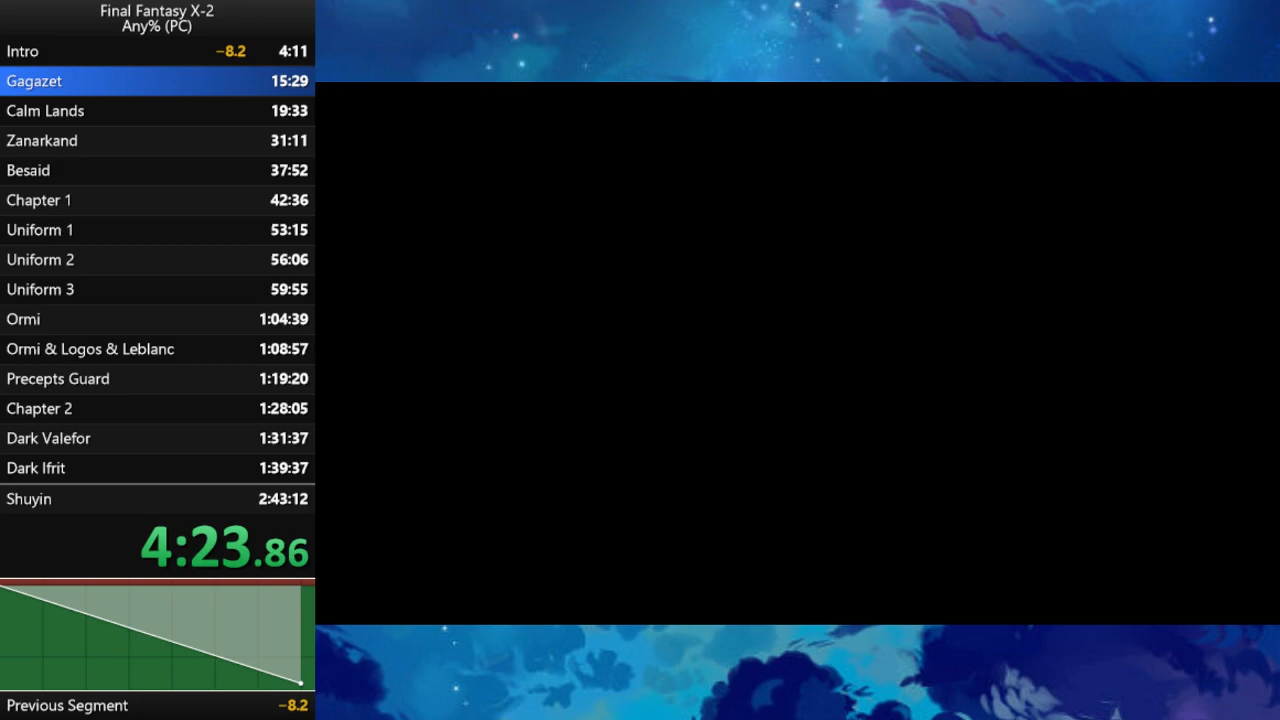 Final Fantasy X-2
Any% (PC)
Intro −8.2 4:11
Gagazet 15:29
Calm Lands 19:33
Zanarkand 31:11
Besaid 37:52
Chapter 1 42:36
Uniform 1 53:15
Uniform 2 56:06
Uniform 3 59:55
Ormi 1:04:39
Ormi & Logos & Leblanc 1:08:57
Precepts Guard 1:19:20
Chapter 2 1:28:05
Dark Valefor 1:31:37
Dark Ifrit 1:39:37
Shuyin 2:43:12
4:23.86
Previous Segment −8.2